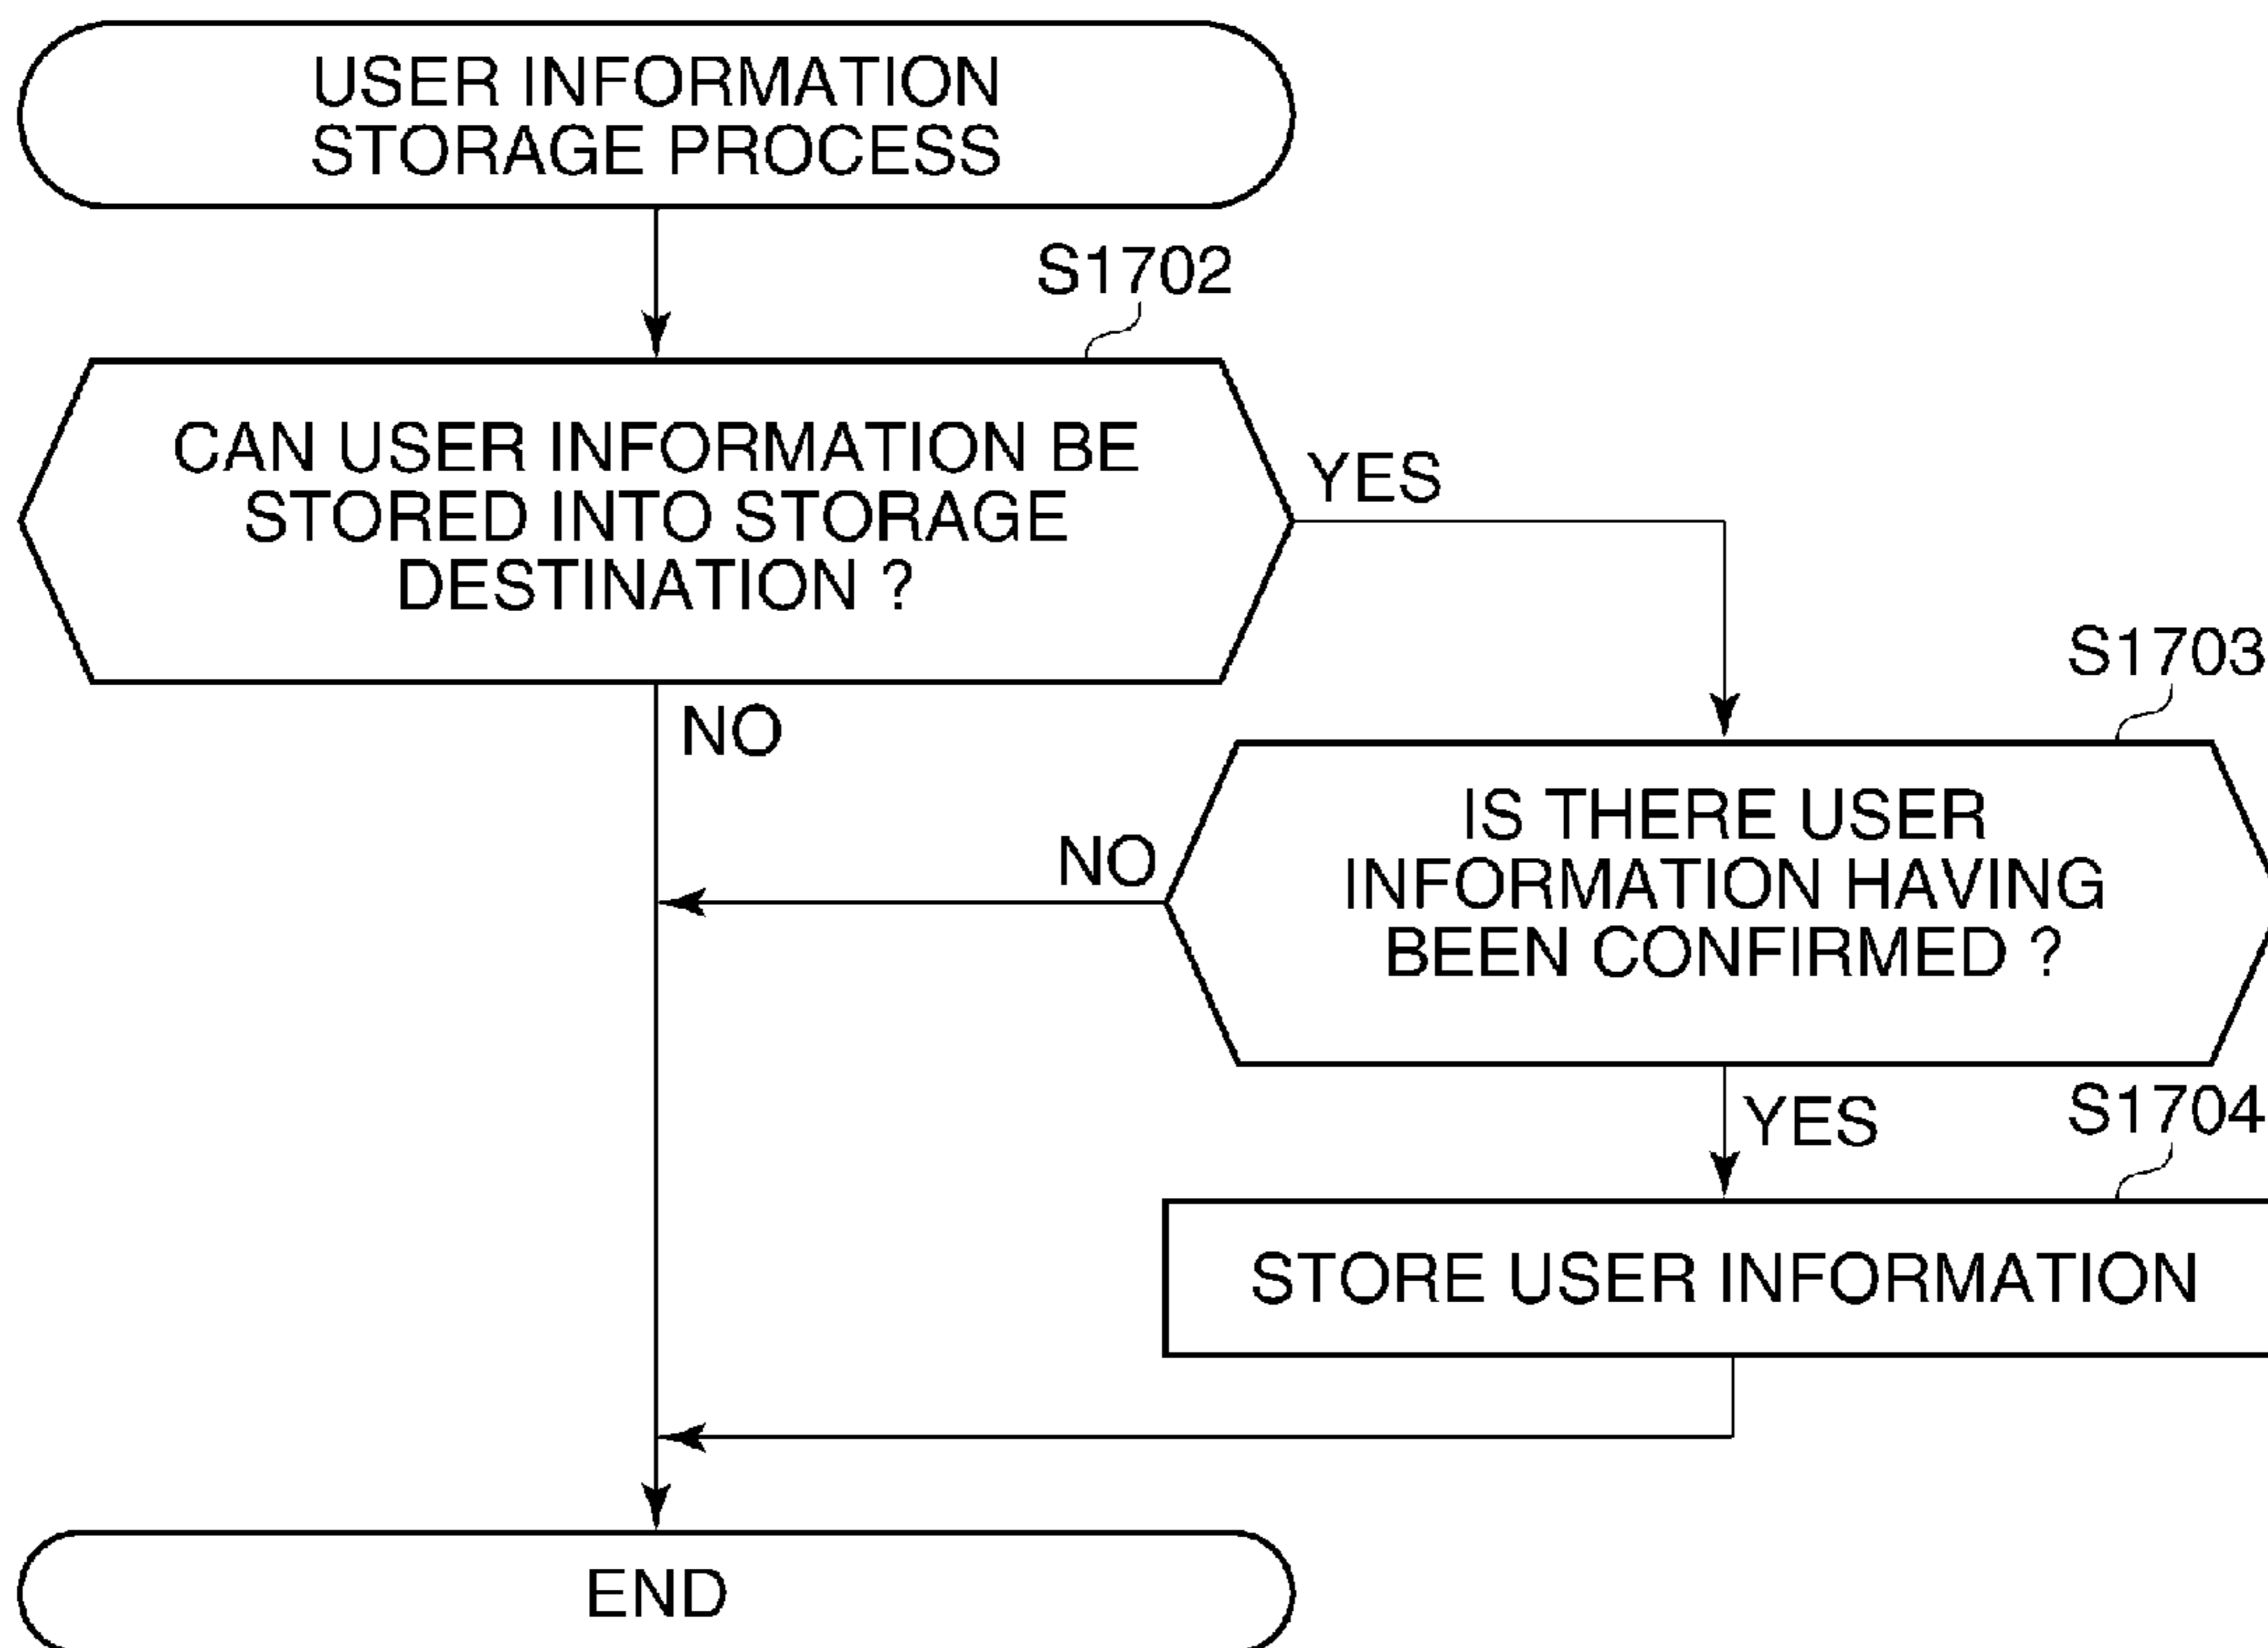 USER INFORMATION
STORAGE PROCESS
S1702
CAN USER INFORMATION BE
STORED INTO STORAGE
DESTINATION ?
YES
NO
S1703
IS THERE USER
INFORMATION HAVING
BEEN CONFIRMED ?
NO
YES
S1704
STORE USER INFORMATION
END